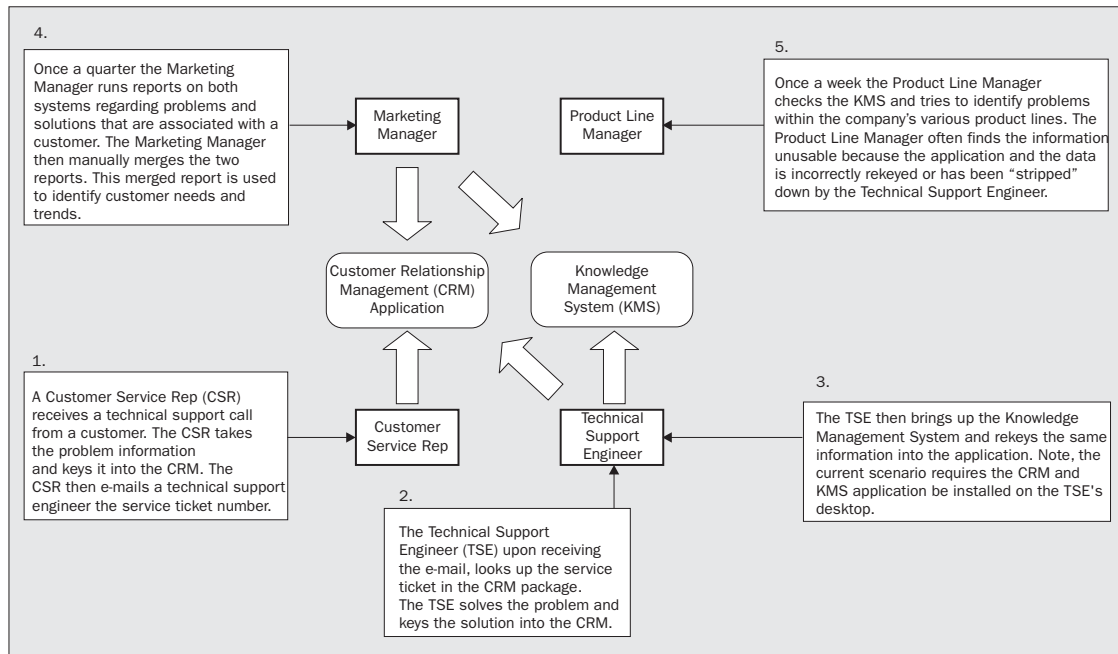 4.
Once a quarter the Marketing
Manager runs reports on both
systems regarding problems and
solutions that are associated with a
customer. The Marketing Manager
then manually merges the two
reports. This merged report is used
to identify customer needs and
trends.
Marketing
Manager
Product Line
Manager
5.
Once a week the Product Line Manager
checks the KMS and tries to identify problems
within the company's various product lines. The
Product Line Manager often finds the information
unusable because the application and the data
is incorrectly rekeyed or has been “stripped”
down by the Technical Support Engineer.
Customer Relationship
Management (CRM)
Application
Knowledge
Management
System (KMS)
1.
A Customer Service Rep (CSR)
receives a technical support call
from a customer. The CSR takes
the problem information
and keys it into the CRM. The
CSR then e-mails a technical support
engineer the service ticket number.
Customer
Service Rep
Technical
Support
Engineer
3.
The TSE then brings up the Knowledge
Management System and rekeys the same
information into the application. Note, the
current scenario requires the CRM and
KMS application be installed on the TSE's
desktop.
2.
The Technical Support
Engineer (TSE) upon receiving
the e-mail, looks up the service
ticket in the CRM package.
The TSE solves the problem and
keys the solution into the CRM.